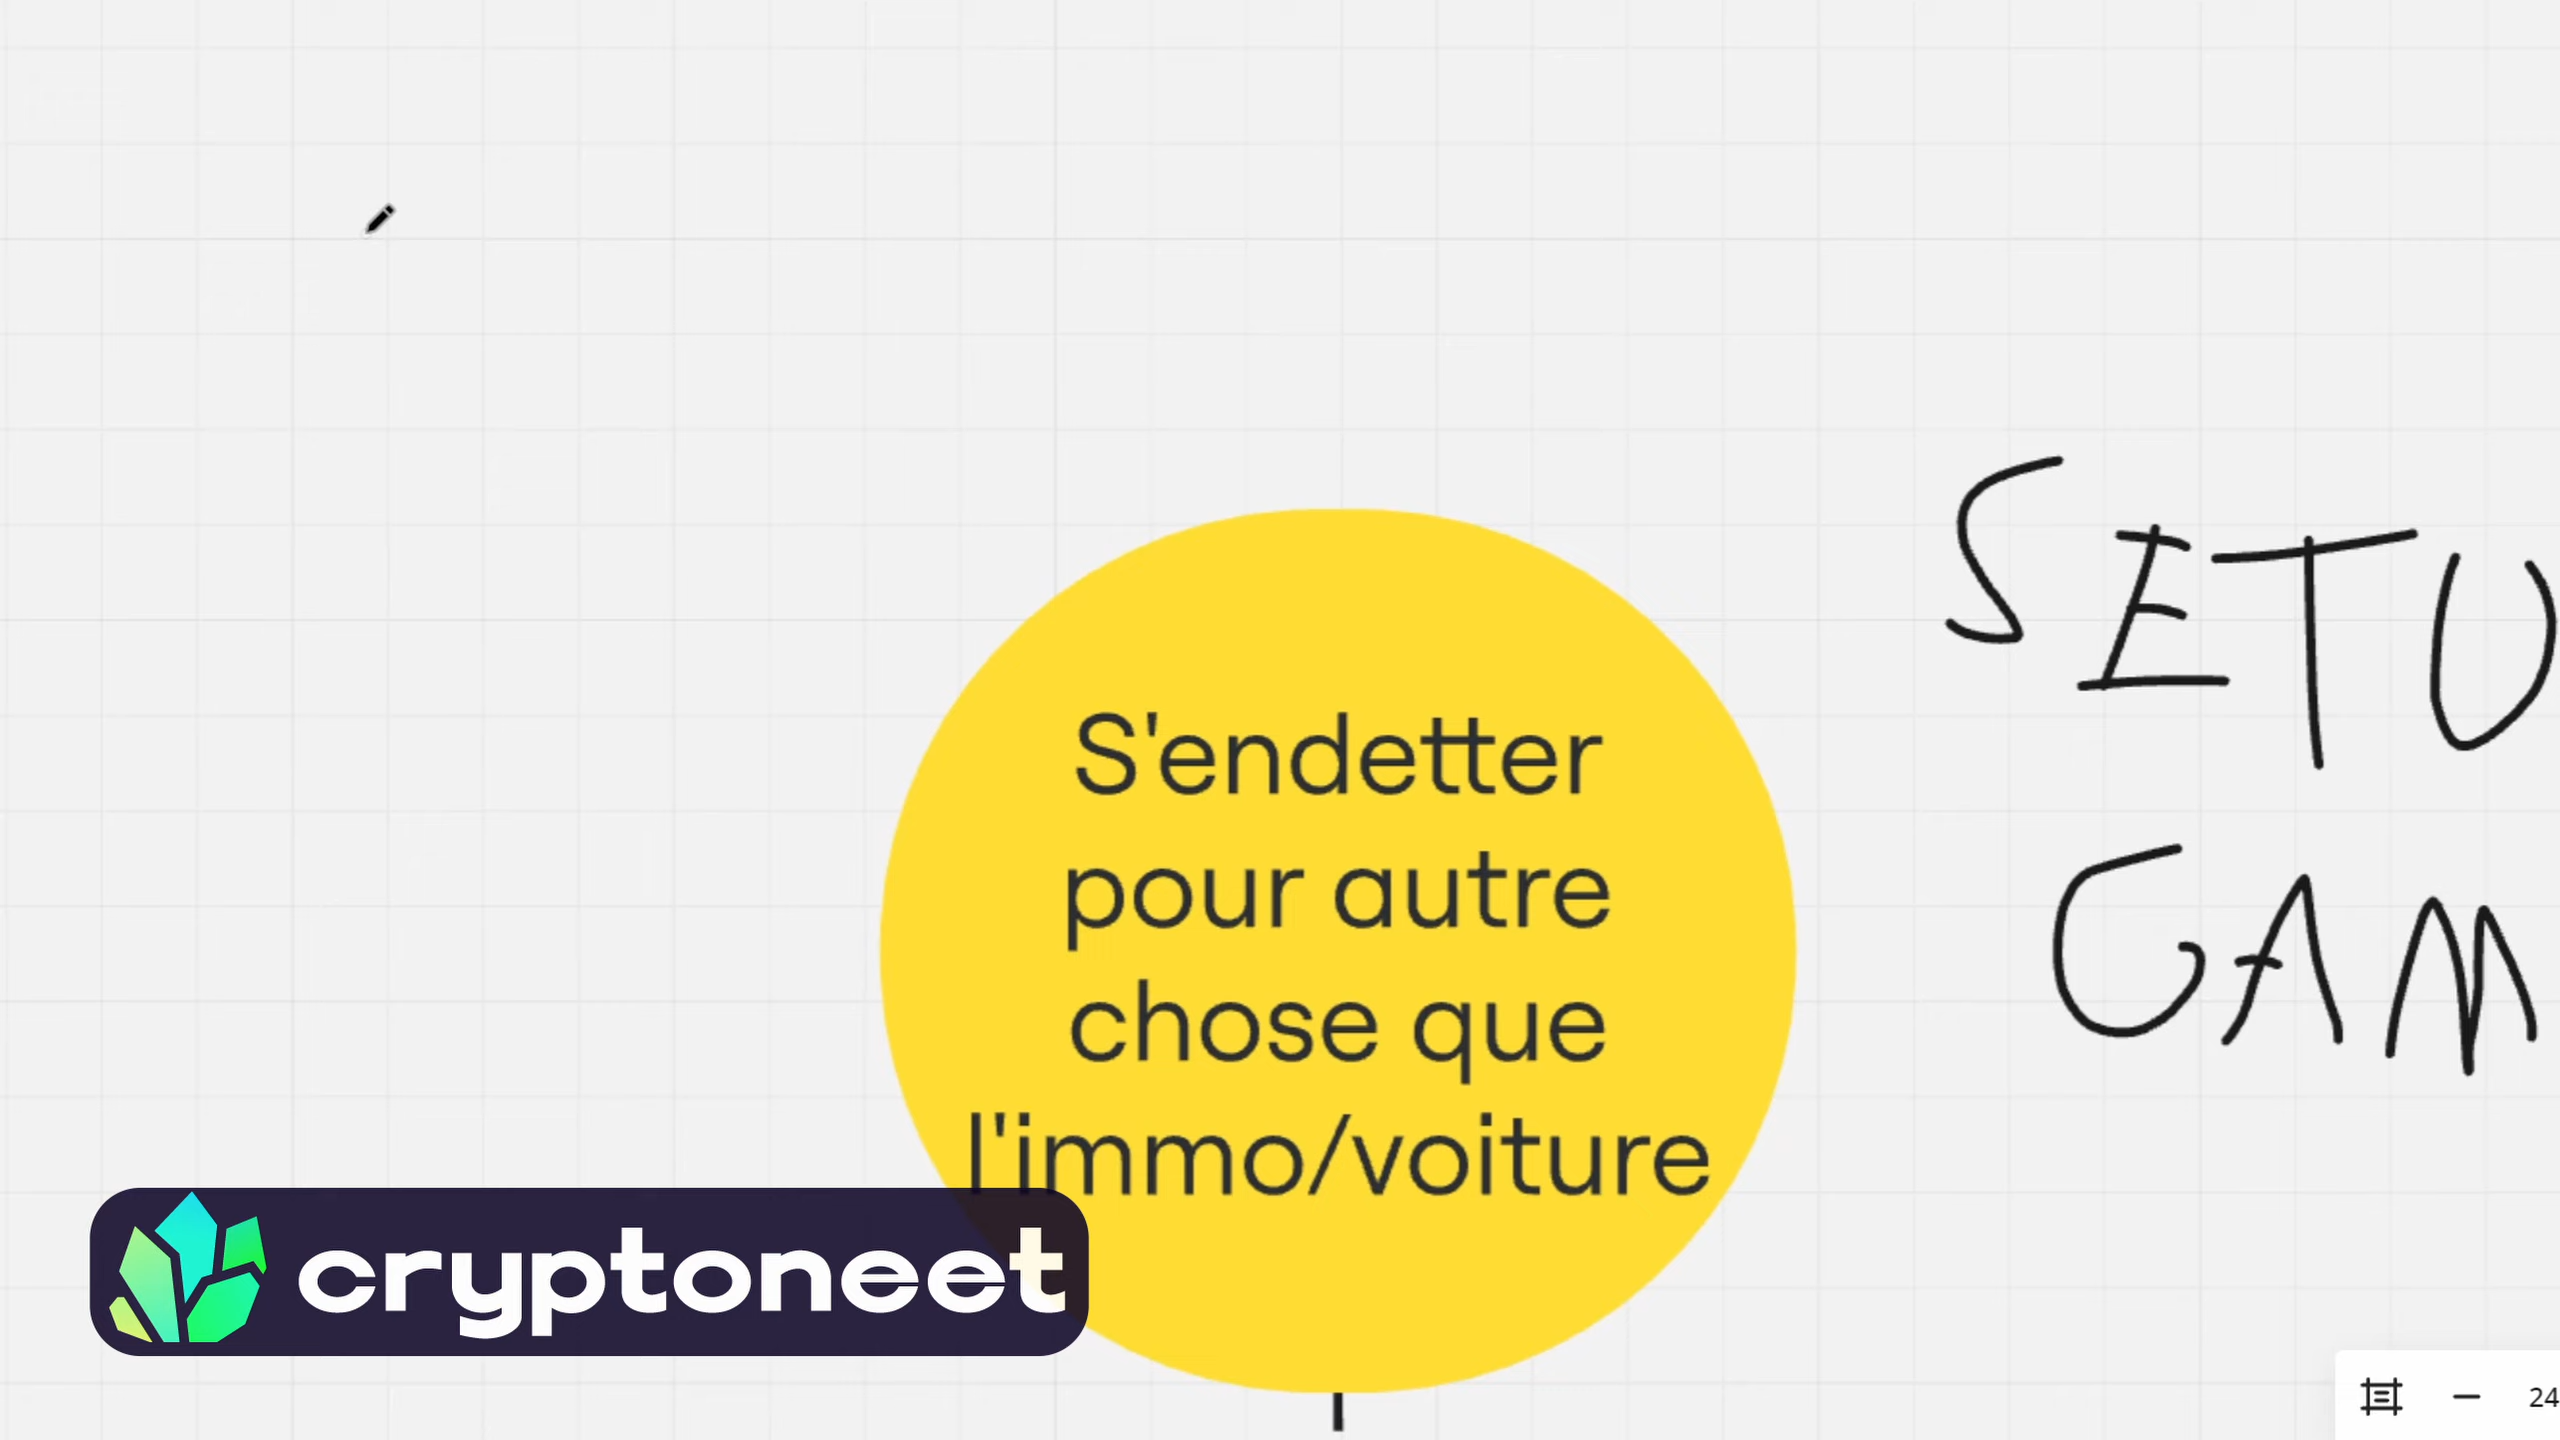 S'endetter
pour autre
chose que
l'immo/voiture
SETU
GAM
cryptoneet
24